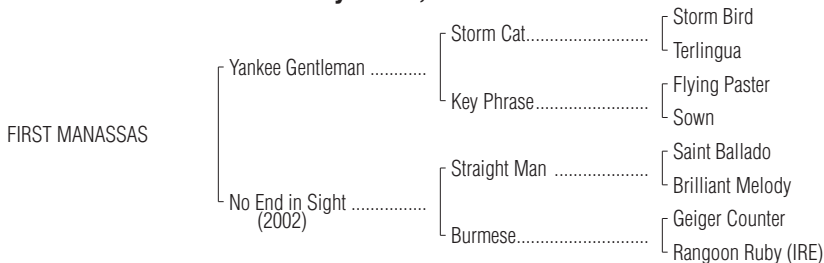 Storm Bird
Storm Cat..............................
Terlingua
Yankee Gentleman ............
Flying Paster
Key Phrase...........................
Sown
FIRST MANASSAS
Saint Ballado
Straight Man ......................
Brilliant Melody
No End in Sight ................
(2002)
Geiger Counter
Burmese................................
Rangoon Ruby (IRE)